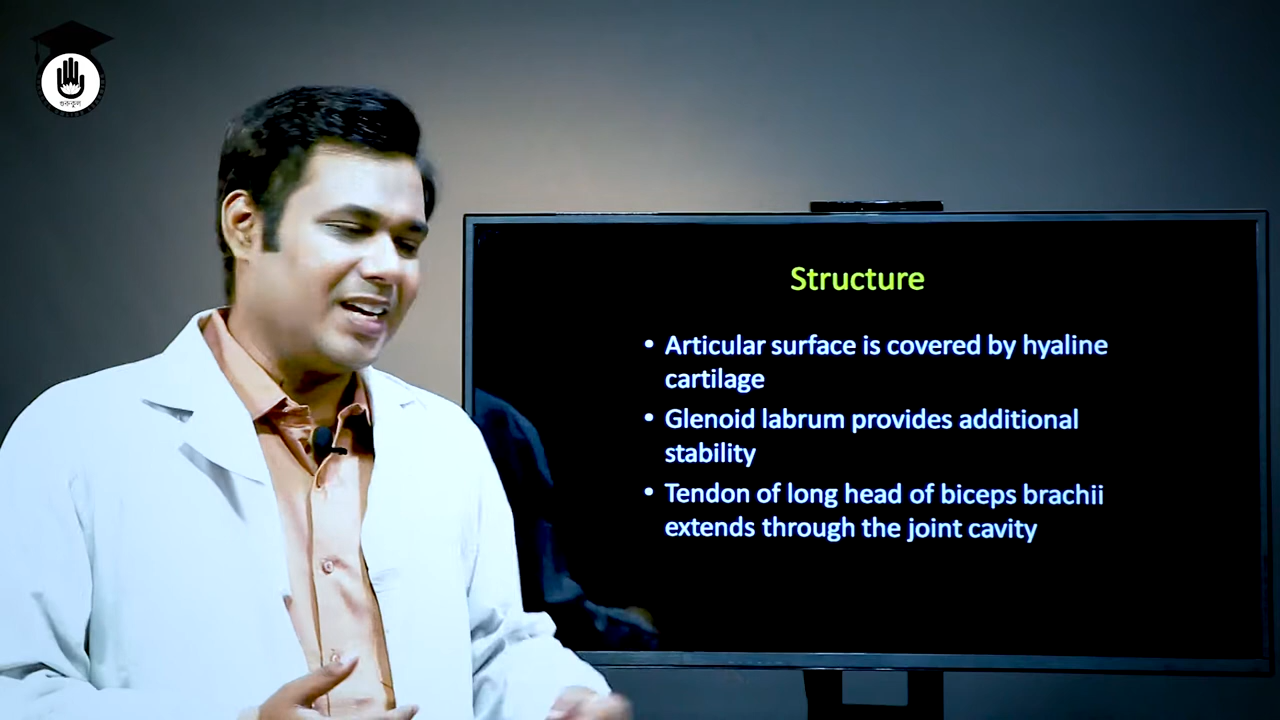 গুরুকুল
Structure
• Articular surface is covered by hyaline
cartilage
• Glenoid labrum provides additional
stability
• Tendon of long head of biceps brachii
extends through the joint cavity